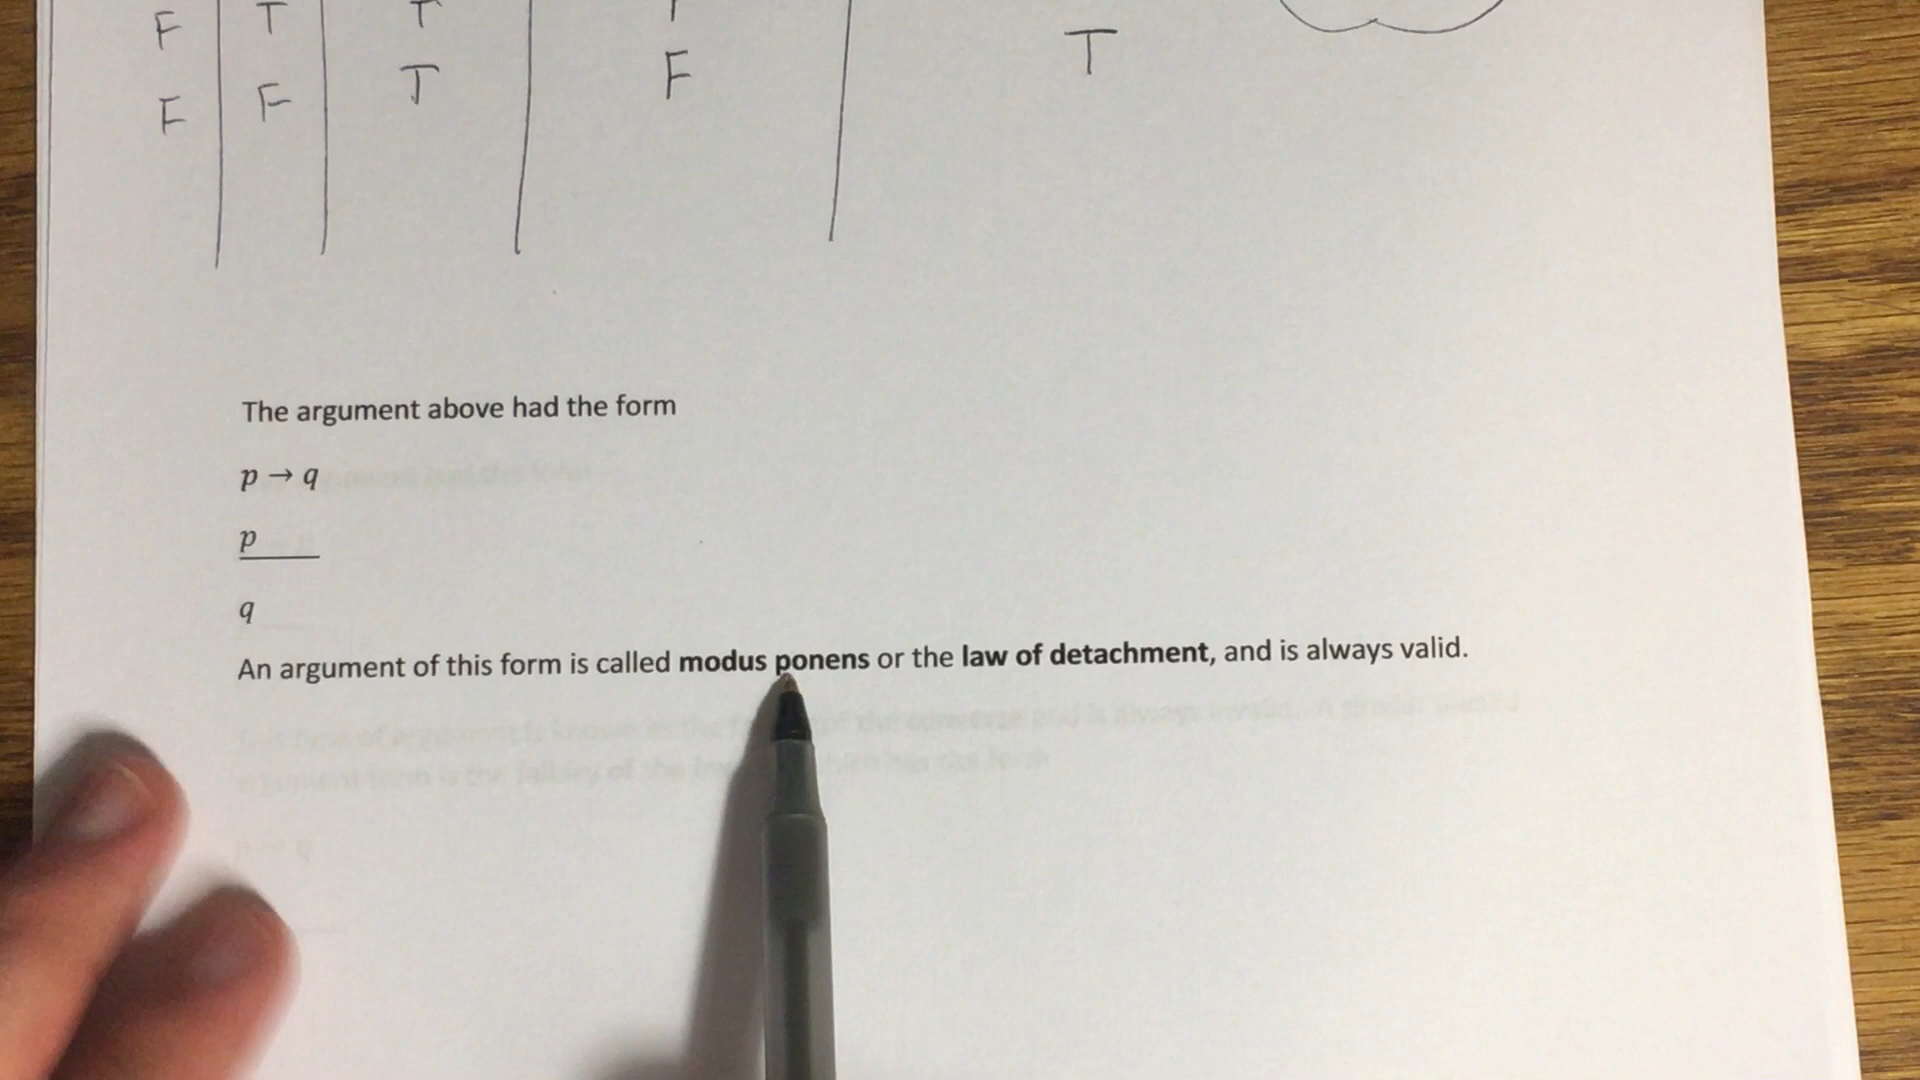 F T T
F F T F T
The argument above had the form
p → q
p
q
An argument of this form is called modus ponens or the law of detachment, and is always valid.